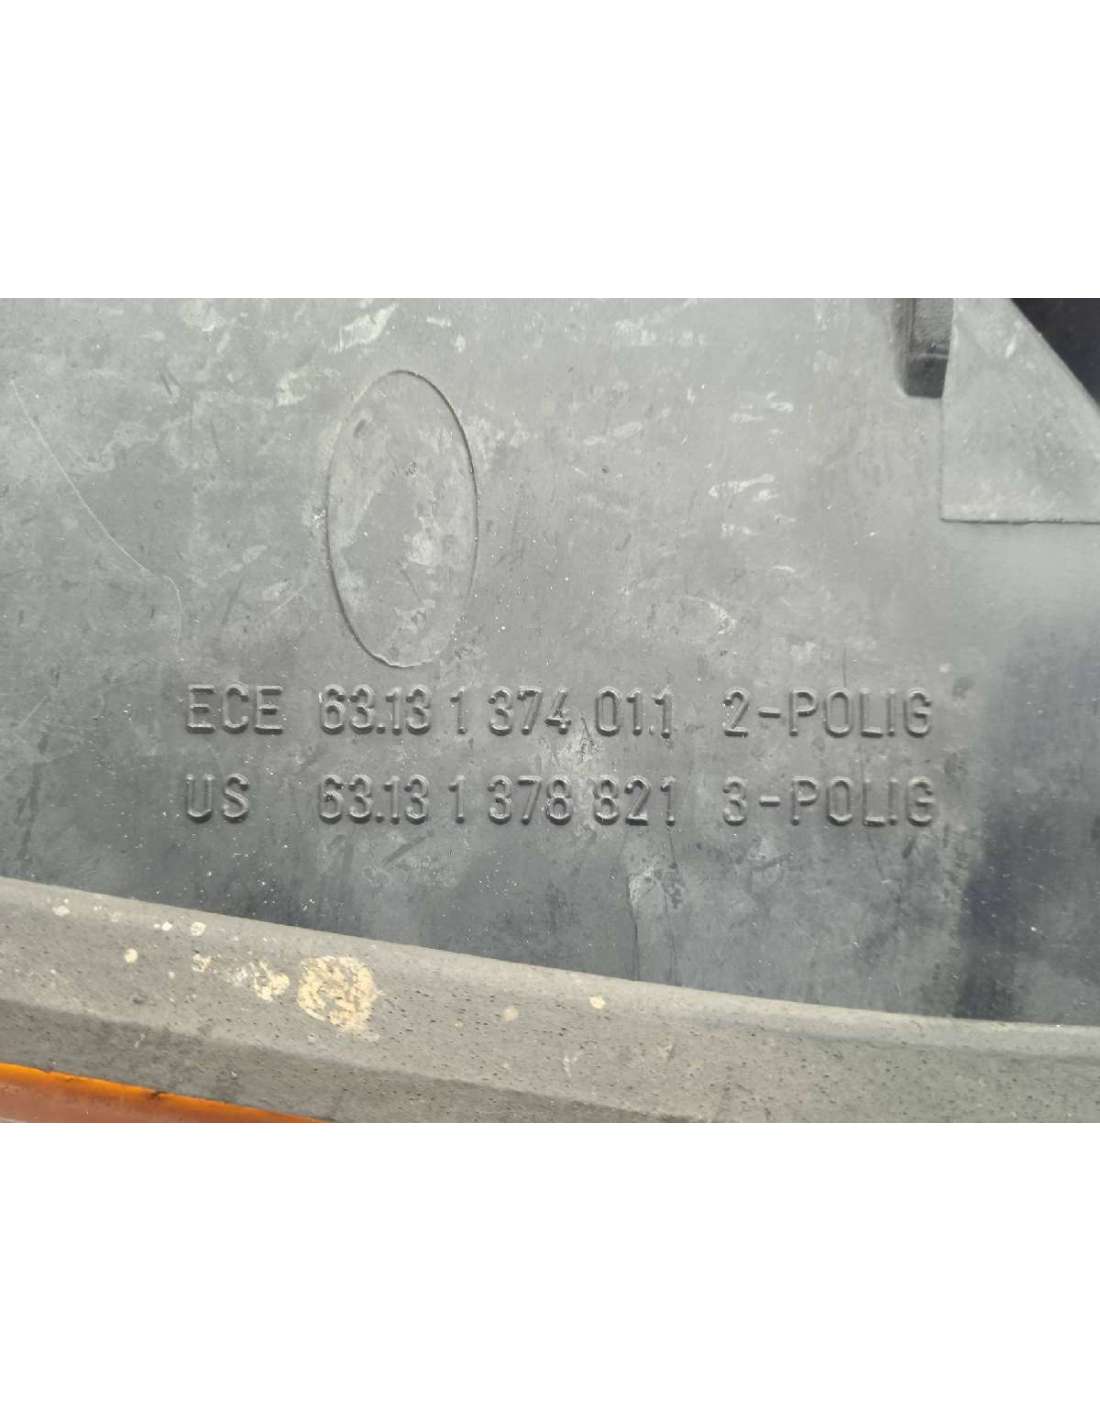 ECE 63.13 1 374 01.1 2-POLIG
US 63.13 1 378 821 3-POLIG